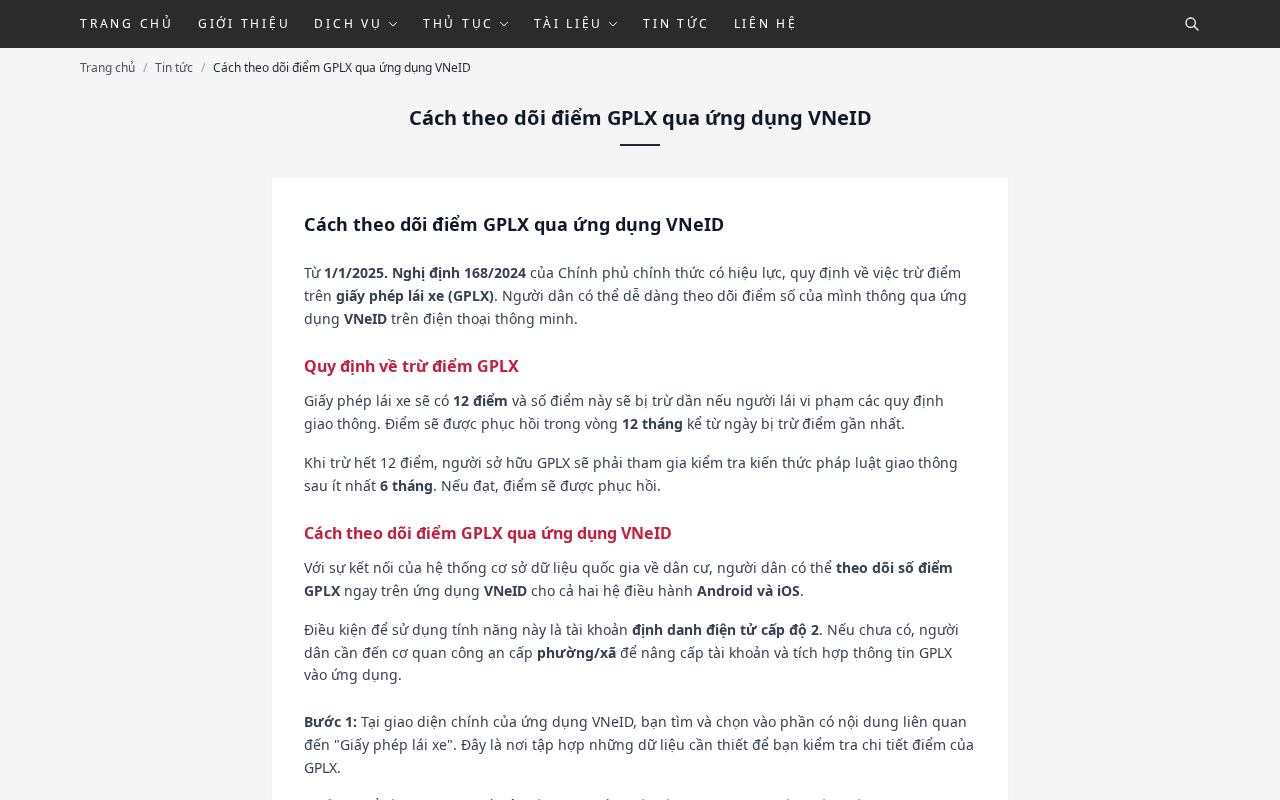 TRANG CHỦ GIỚI THIỆU DỊCH VỤ THỦ TỤC TÀI LIỆU TIN TỨC LIÊN HỆ
Trang chủ / Tin tức / Cách theo dõi điểm GPLX qua ứng dụng VNeID
Cách theo dõi điểm GPLX qua ứng dụng VNeID
Cách theo dõi điểm GPLX qua ứng dụng VNeID
Từ 1/1/2025. Nghị định 168/2024 của Chính phủ chính thức có hiệu lực, quy định về việc trừ điểm
trên giấy phép lái xe (GPLX). Người dân có thể dễ dàng theo dõi điểm số của mình thông qua ứng
dụng VNeID trên điện thoại thông minh.
Quy định về trừ điểm GPLX
Giấy phép lái xe sẽ có 12 điểm và số điểm này sẽ bị trừ dần nếu người lái vi phạm các quy định
giao thông. Điểm sẽ được phục hồi trong vòng 12 tháng kể từ ngày bị trừ điểm gần nhất.
Khi trừ hết 12 điểm, người sở hữu GPLX sẽ phải tham gia kiểm tra kiến thức pháp luật giao thông
sau ít nhất 6 tháng. Nếu đạt, điểm sẽ được phục hồi.
Cách theo dõi điểm GPLX qua ứng dụng VNeID
Với sự kết nối của hệ thống cơ sở dữ liệu quốc gia về dân cư, người dân có thể theo dõi số điểm
GPLX ngay trên ứng dụng VNeID cho cả hai hệ điều hành Android và iOS.
Điều kiện để sử dụng tính năng này là tài khoản định danh điện tử cấp độ 2. Nếu chưa có, người
dân cần đến cơ quan công an cấp phường/xã để nâng cấp tài khoản và tích hợp thông tin GPLX
vào ứng dụng.
Bước 1: Tại giao diện chính của ứng dụng VNeID, bạn tìm và chọn vào phần có nội dung liên quan
đến "Giấy phép lái xe". Đây là nơi tập hợp những dữ liệu cần thiết để bạn kiểm tra chi tiết điểm của
GPLX.